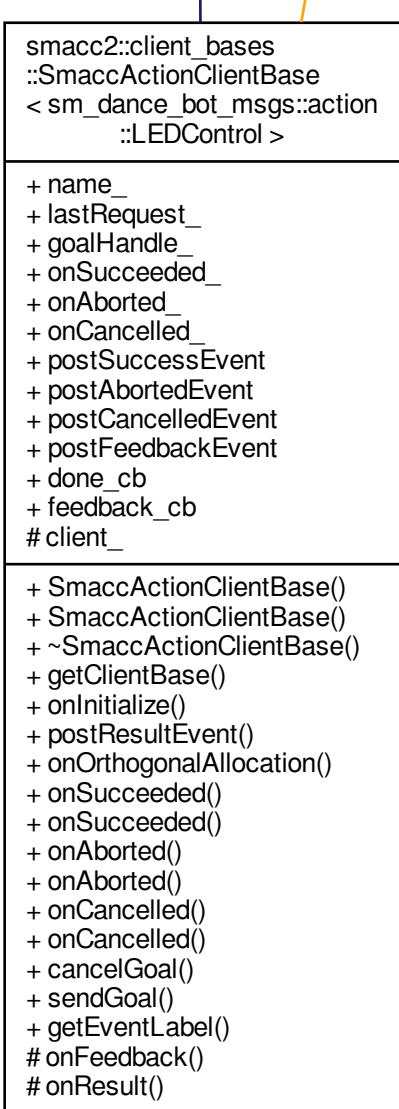 smacc2::client_bases
::SmaccActionClientBase
< sm_dance_bot_msgs::action
::LEDControl >
+ name_
+ lastRequest_
+ goalHandle_
+ onSucceeded_
+ onAborted_
+ onCancelled_
+ postSuccessEvent
+ postAbortedEvent
+ postCancelledEvent
+ postFeedbackEvent
+ done_cb
+ feedback_cb
# client_
+ SmaccActionClientBase()
+ SmaccActionClientBase()
+ ~SmaccActionClientBase()
+ getClientBase()
+ onInitialize()
+ postResultEvent()
+ onOrthogonalAllocation()
+ onSucceeded()
+ onSucceeded()
+ onAborted()
+ onAborted()
+ onCancelled()
+ onCancelled()
+ cancelGoal()
+ sendGoal()
+ getEventLabel()
# onFeedback()
# onResult()